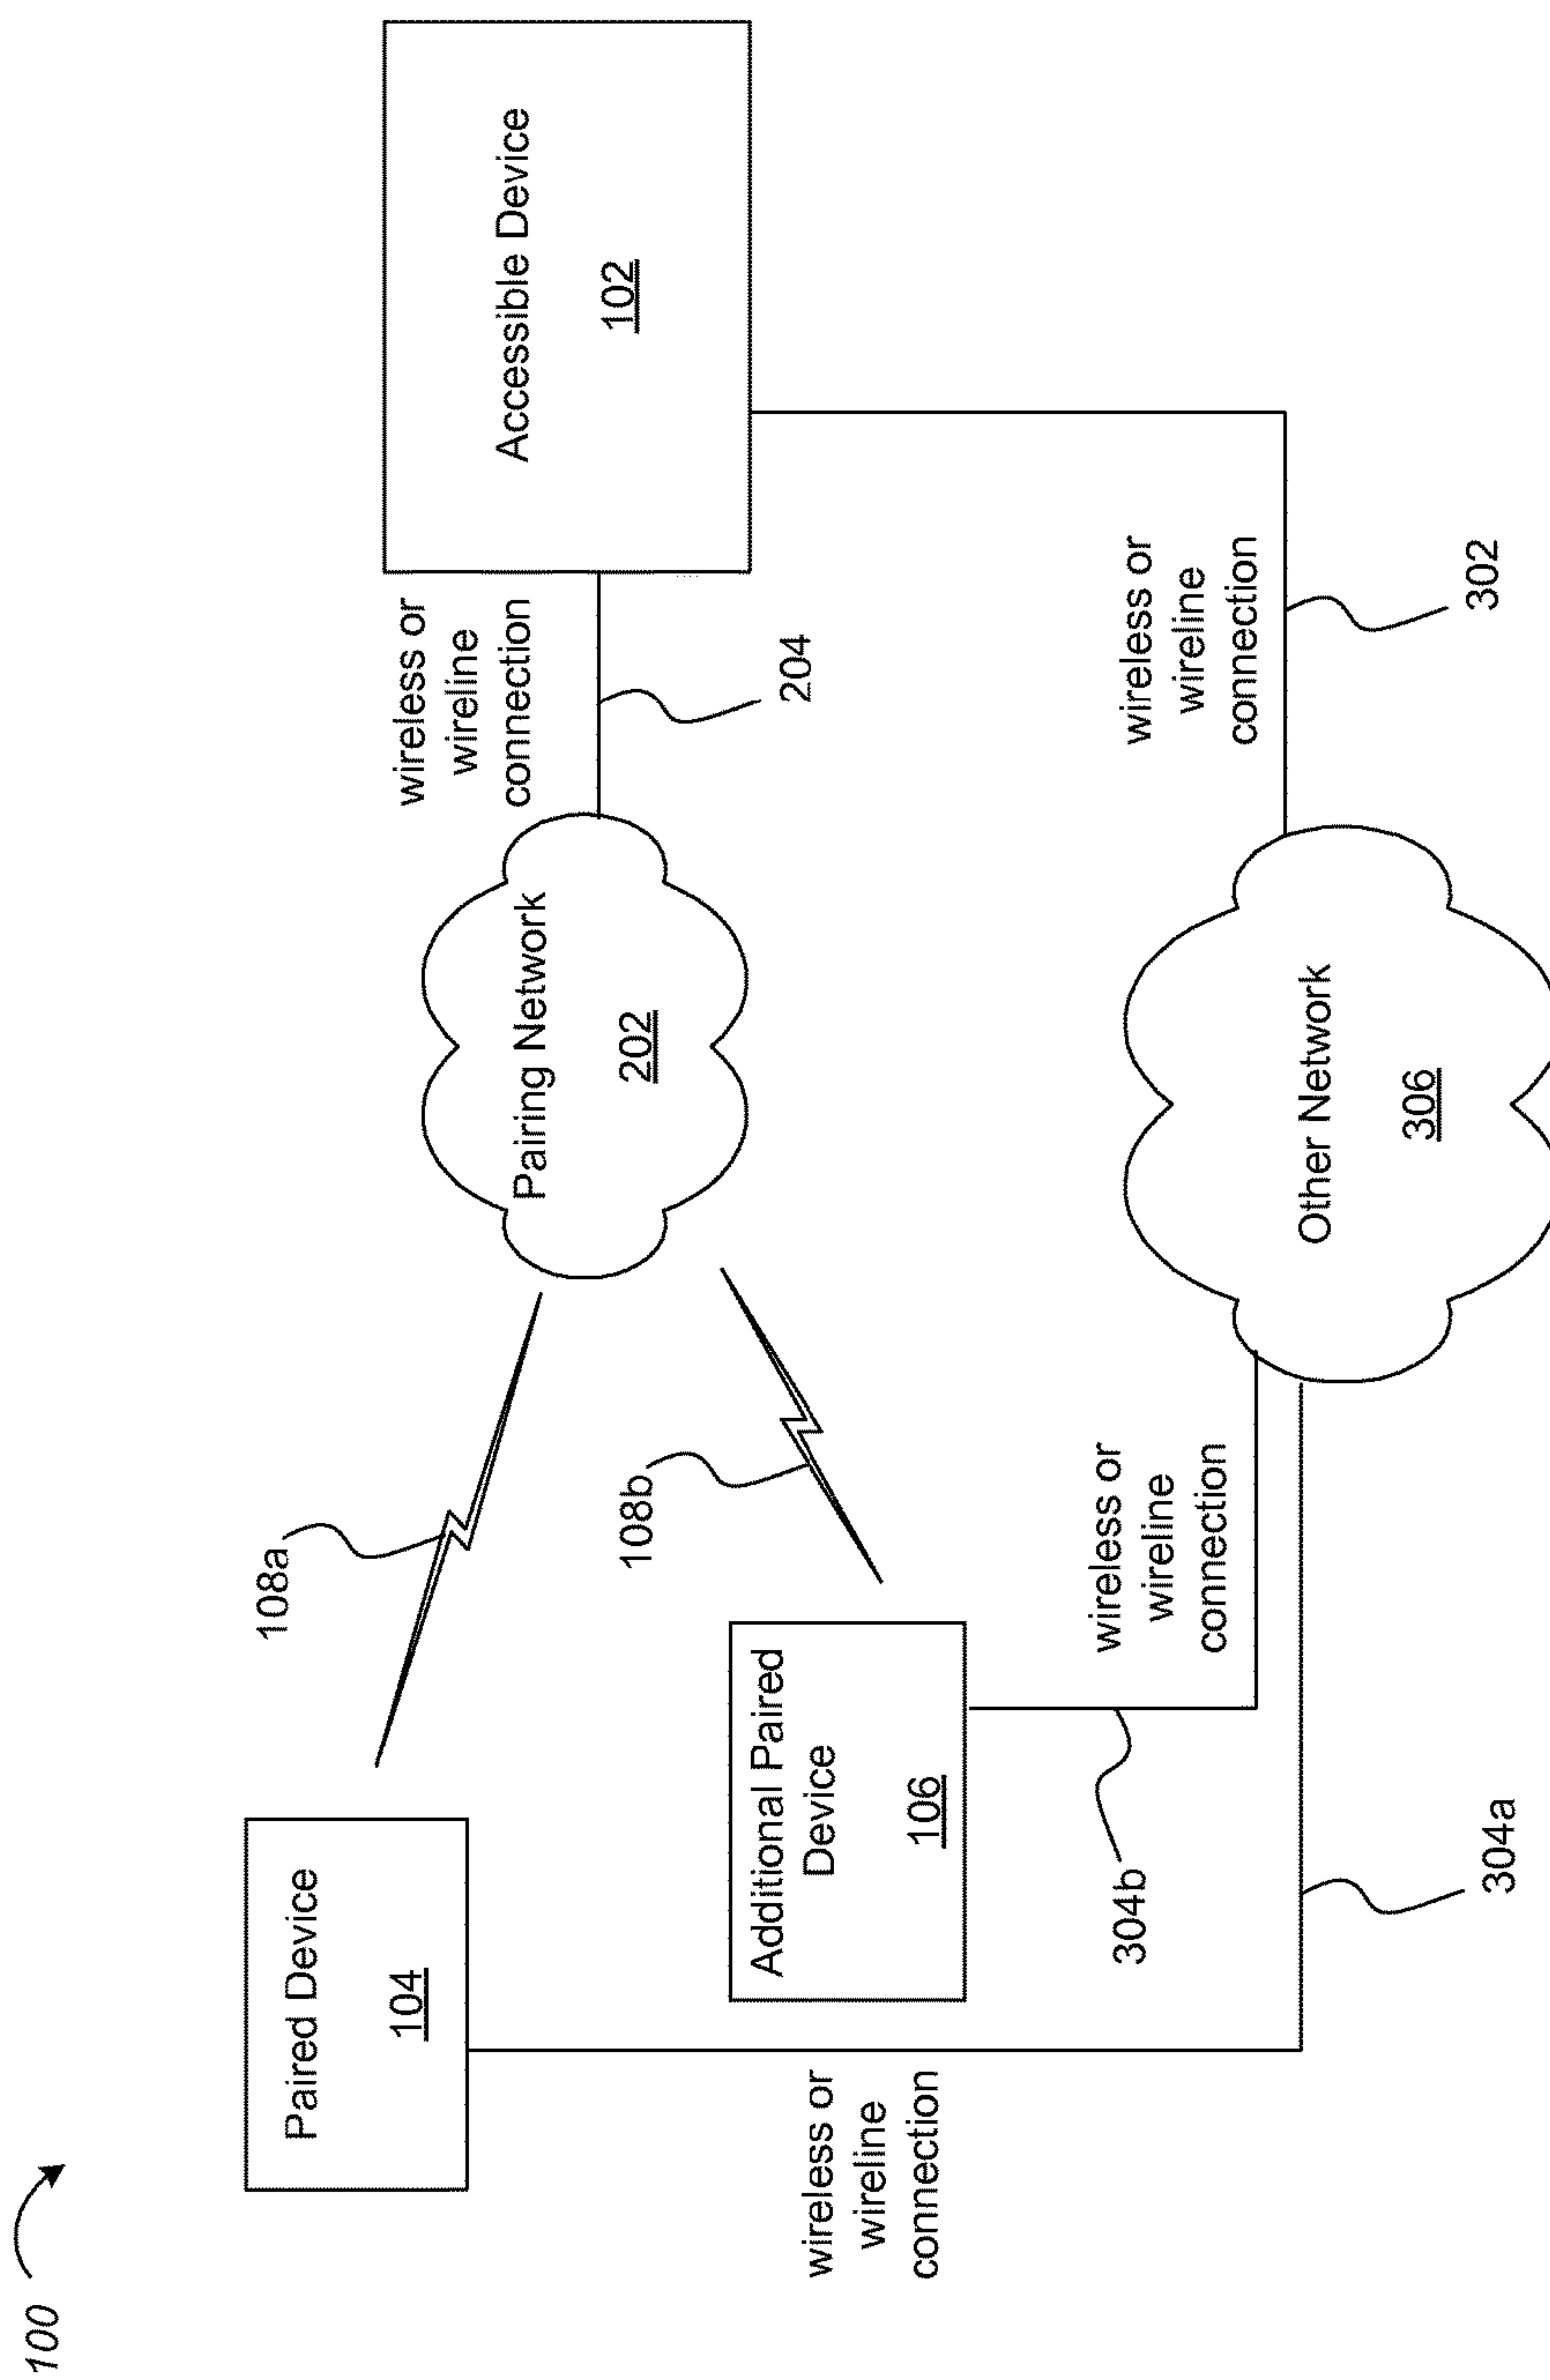 100
Paired Device
104
108a
Pairing Network
202
wireless or
wireline
connection
204
Accessible Device
102
108b
Additional Paired
Device
106
wireless or
wireline
connection
304b
wireless or
wireline
connection
304a
Other Network
306
wireless or
wireline
connection
302